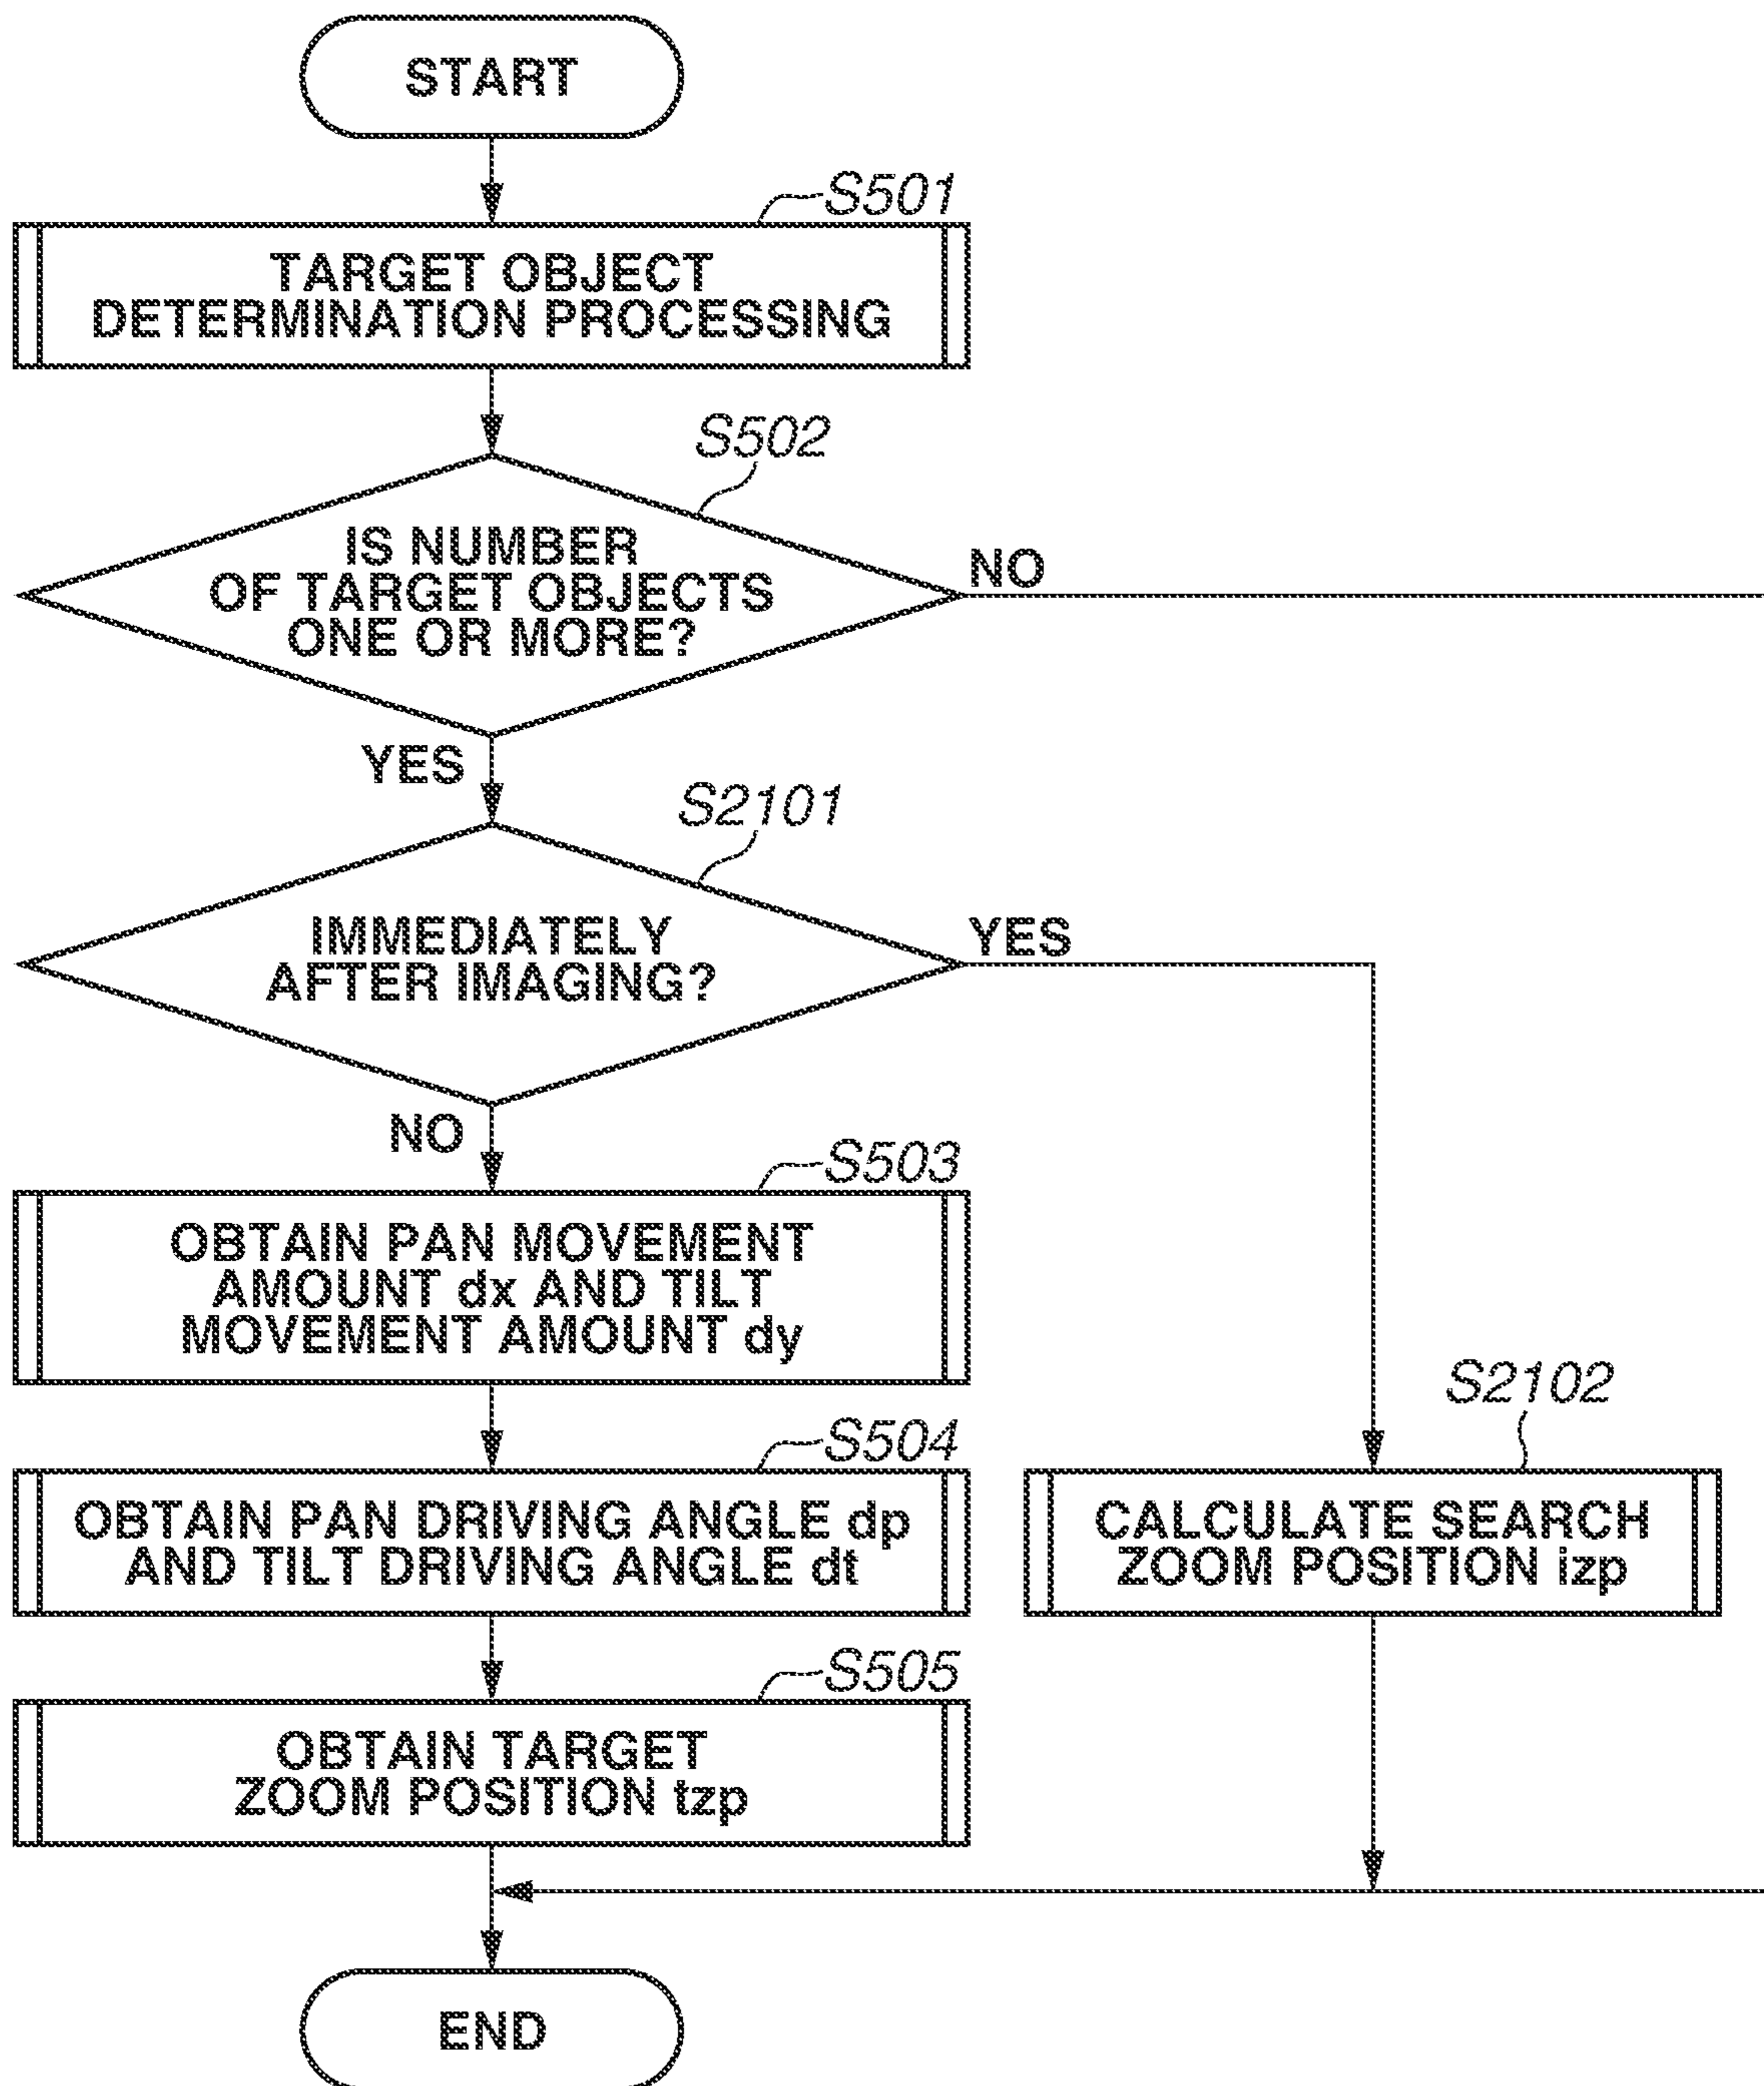 START
S501
TARGET OBJECT
DETERMINATION PROCESSING
S502
IS NUMBER
OF TARGET OBJECTS
ONE OR MORE?
NO
YES
S2101
IMMEDIATELY
AFTER IMAGING?
YES
NO
S503
OBTAIN PAN MOVEMENT
AMOUNT dx AND TILT
MOVEMENT AMOUNT dy
S504
OBTAIN PAN DRIVING ANGLE dp
AND TILT DRIVING ANGLE dt
S2102
CALCULATE SEARCH
ZOOM POSITION izp
S505
OBTAIN TARGET
ZOOM POSITION tzp
END